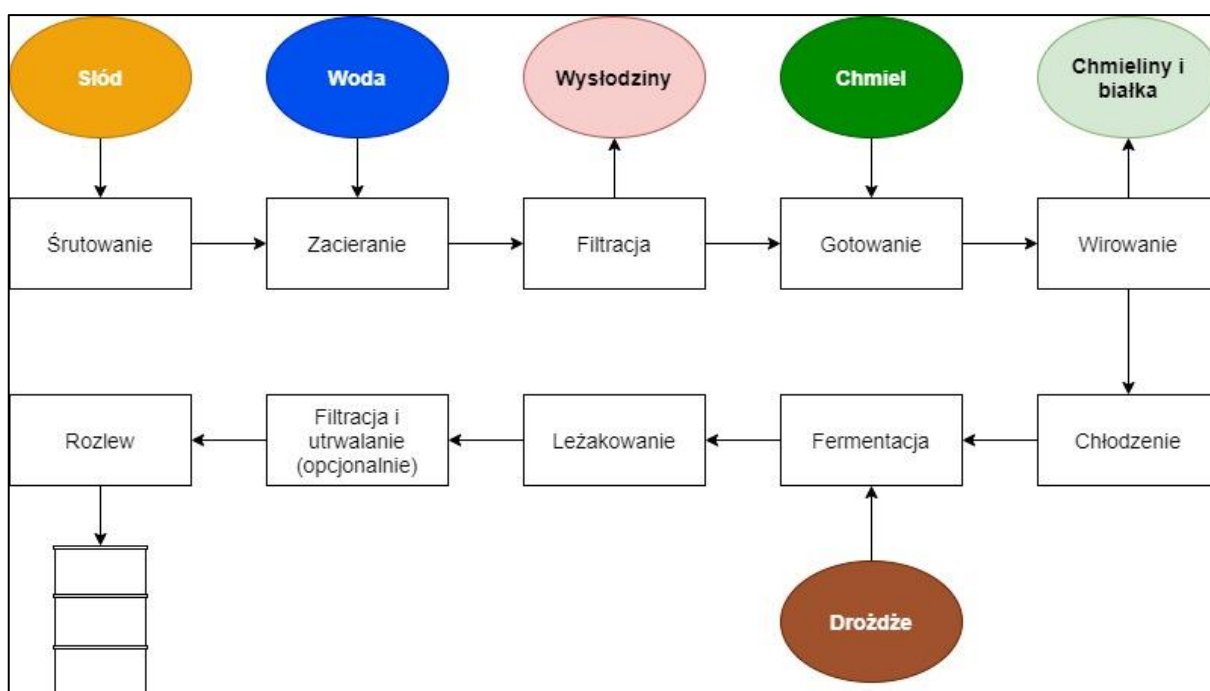 Słód
Woda
Wysłodziny
Chmiel
Chmieliny i
białka
Śrutowanie
Zacieranie
Filtracja
Gotowanie
Wirowanie
Rozlew
Filtracja i
utrwalanie
(opcjonalnie)
Leżakowanie
Fermentacja
Chłodzenie
Drożdże